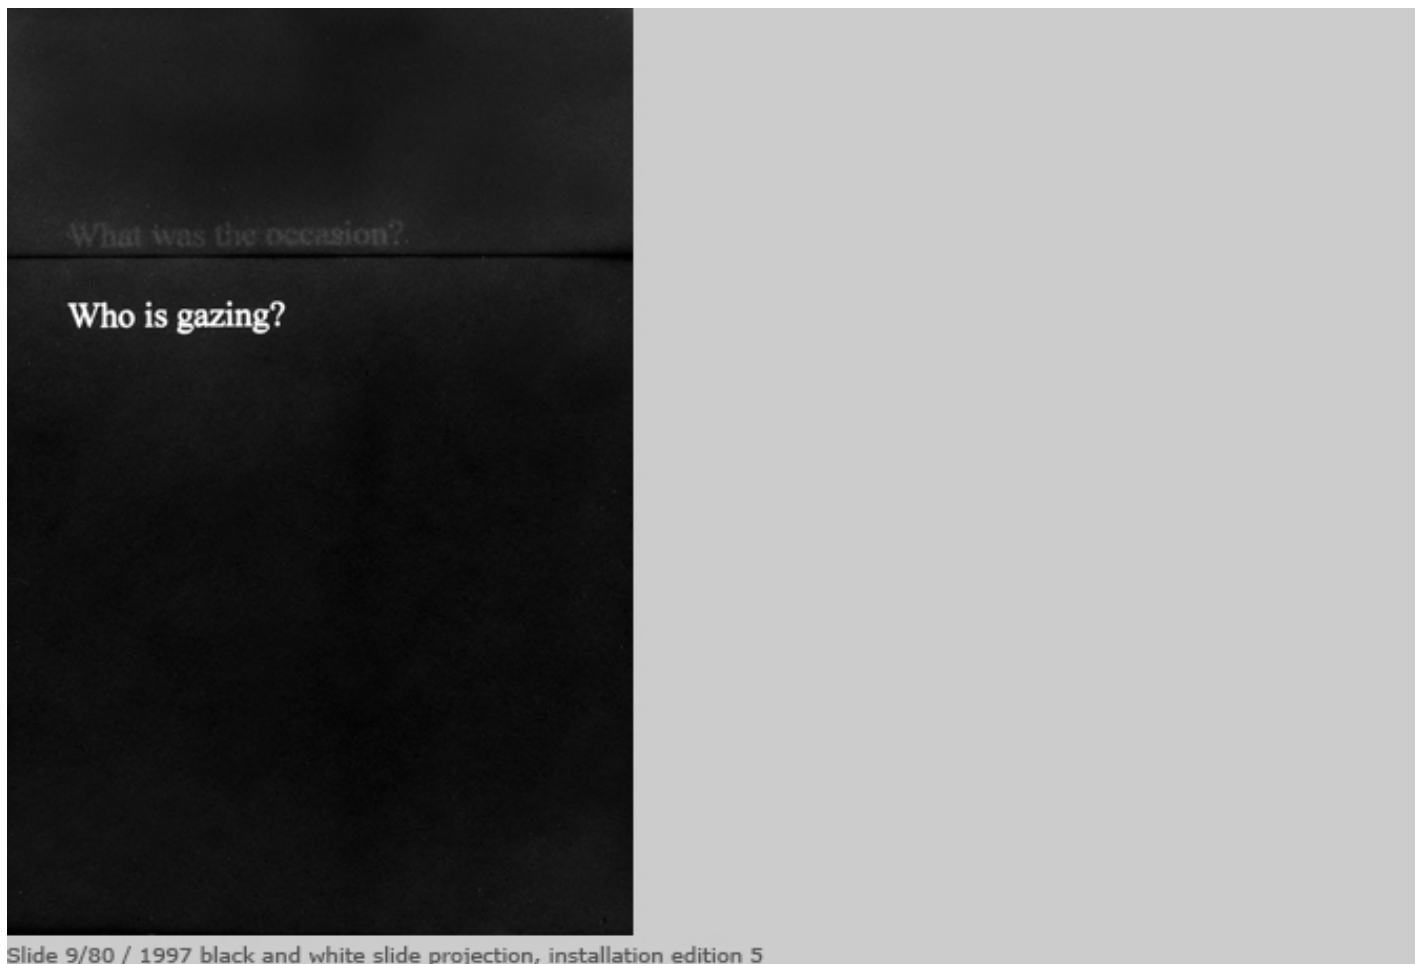 What was the occasion?
Who is gazing?
Slide 9/80 / 1997 black and white slide projection, installation edition 5